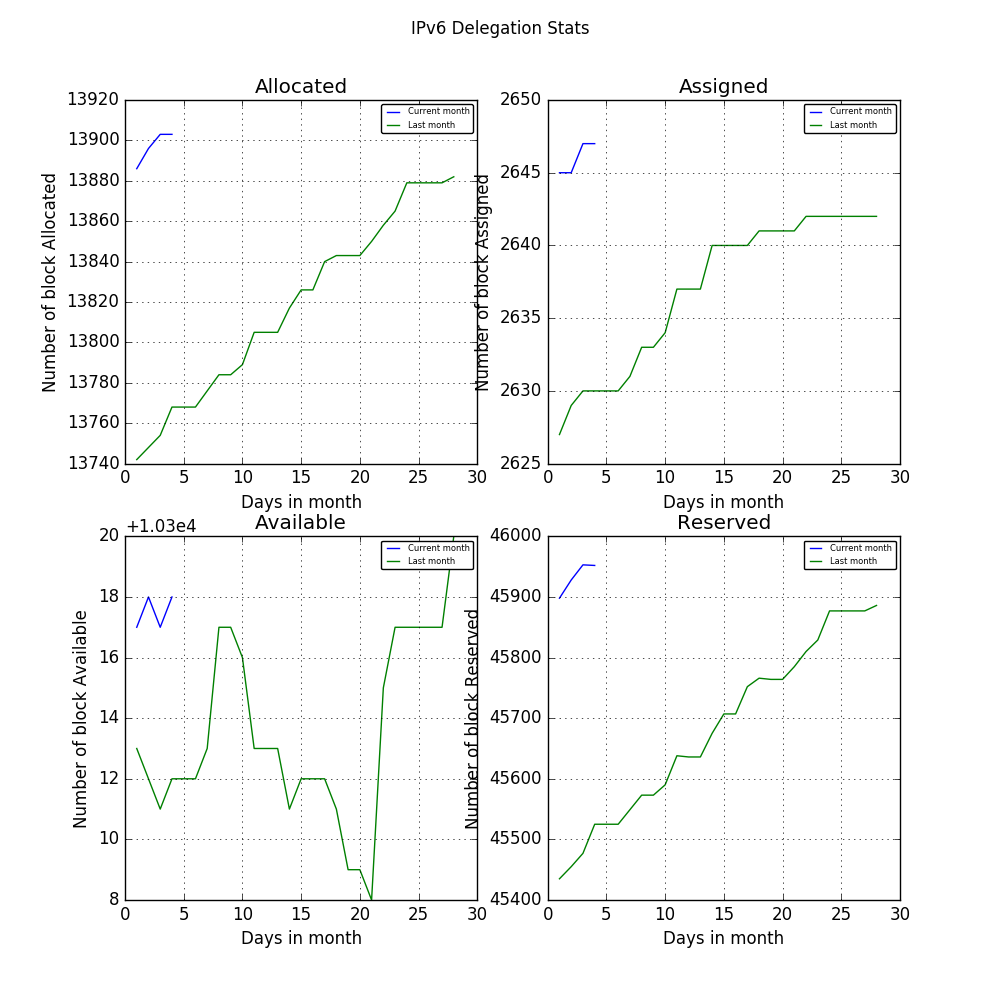 IPv6 Delegation Stats
Allocated
Number of block Allocated
13920
13900
13880
13860
13840
13820
13800
13780
13760
13740
Current month
Last month
0 5 10 15 20 25 30
Days in month
Assigned
Number of block Assigned
2650
2645
2640
2635
2630
2625
Current month
Last month
0 5 10 15 20 25 30
Days in month
Available
+1.03e4
Number of block Available
20
18
16
14
12
10
8
Current month
Last month
0 5 10 15 20 25 30
Days in month
Reserved
Number of block Reserved
46000
45900
45800
45700
45600
45500
45400
Current month
Last month
0 5 10 15 20 25 30
Days in month